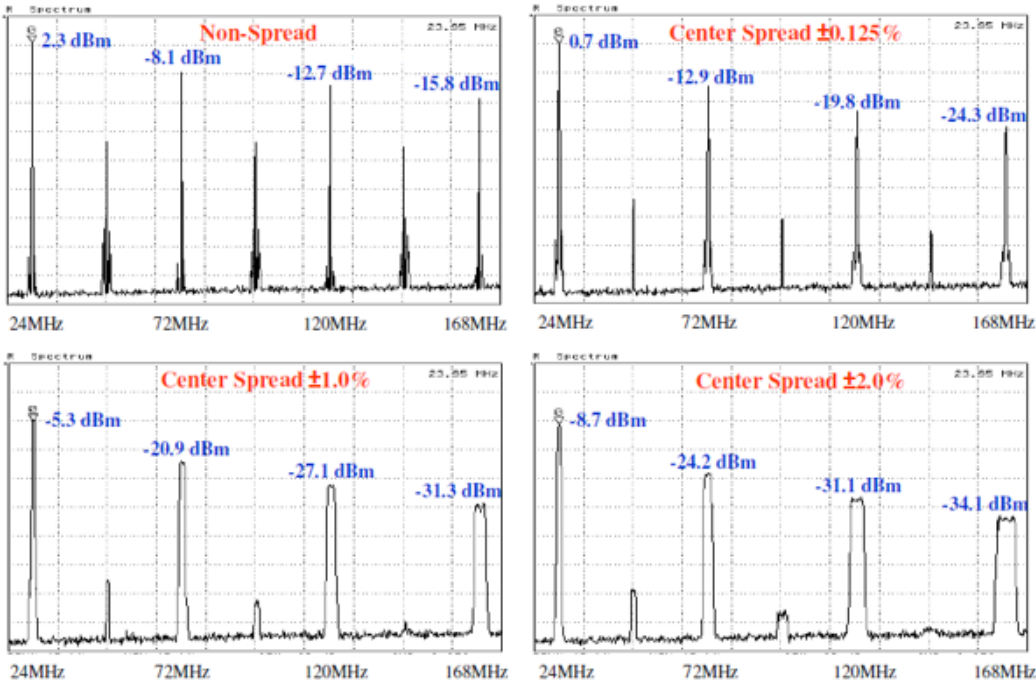 R Spectrum
23.85 MHz
Non-Spread
2.3 dBm
-8.1 dBm
-12.7 dBm
-15.8 dBm
24MHz 72MHz 120MHz 168MHz
R Spectrum
23.85 MHz
Center Spread ±0.125%
0.7 dBm
-12.9 dBm
-19.8 dBm
-24.3 dBm
24MHz 72MHz 120MHz 168MHz
R Spectrum
23.85 MHz
Center Spread ±1.0%
-5.3 dBm
-20.9 dBm
-27.1 dBm
-31.3 dBm
24MHz 72MHz 120MHz 168MHz
R Spectrum
23.85 MHz
Center Spread ±2.0%
-8.7 dBm
-24.2 dBm
-31.1 dBm
-34.1 dBm
24MHz 72MHz 120MHz 168MHz